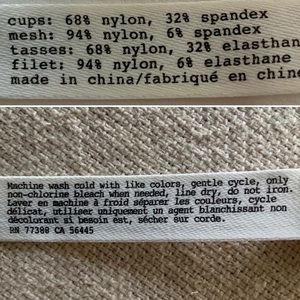 cups: 68% nylon, 32% spandex
mesh: 94% nylon, 6% spandex
tasses: 68% nylon, 32% elasthane
filet: 94% nylon, 6% elasthane
made in china/fabriqué en chine
Machine wash cold with like colors, gentle cycle, only
non-chlorine bleach when needed, line dry, do not iron.
Laver en machine à froid séparer les couleurs, cycle
délicat, utiliser uniquement un agent blanchissant non
décolorant si besoin est, sécher sur corde.
RN 77388 CA 56445